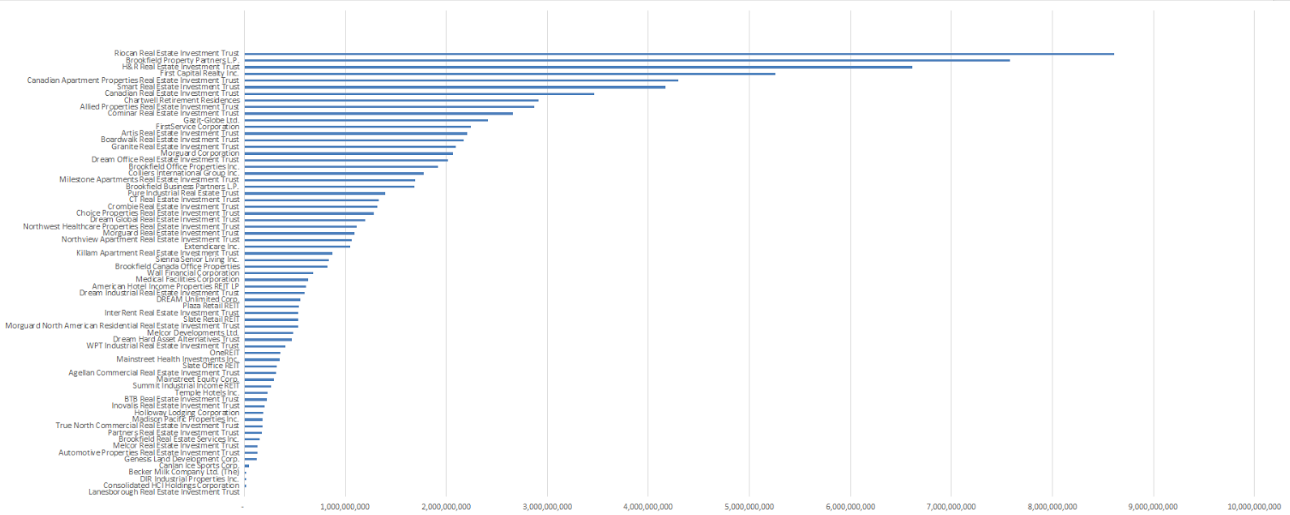 Riocan Real Estate Investment Trust
Brookfield Property Partners L.P.
H&R Real Estate Investment Trust
First Capital Realty Inc.
Canadian Apartment Properties Real Estate Investment Trust
Smart Real Estate Investment Trust
Canadian Real Estate Investment Trust
Chartwell Retirement Residences
Allied Properties Real Estate Investment Trust
Cominar Real Estate Investment Trust
Gazit-Globe Ltd.
FirstService Corporation
Artis Real Estate Investment Trust
Boardwalk Real Estate Investment Trust
Granite Real Estate Investment Trust
Morguard Corporation
Dream Office Real Estate Investment Trust
Brookfield Office Properties Inc.
Colliers International Group Inc.
Milestone Apartments Real Estate Investment Trust
Brookfield Business Partners L.P.
Pure Industrial Real Estate Trust
CT Real Estate Investment Trust
Crombie Real Estate Investment Trust
Choice Properties Real Estate Investment Trust
Dream Global Real Estate Investment Trust
Northwest Healthcare Properties Real Estate Investment Trust
Morguard Real Estate Investment Trust
Northview Apartment Real Estate Investment Trust
Extendicare Inc.
Killam Apartment Real Estate Investment Trust
Sienna Senior Living Inc.
Brookfield Canada Office Properties
Wall Financial Corporation
Medical Facilities Corporation
American Hotel Income Properties REIT LP
Dream Industrial Real Estate Investment Trust
DREAM Unlimited Corp.
Plaza Retail REIT
InterRent Real Estate Investment Trust
Slate Retail REIT
Morguard North American Residential Real Estate Investment Trust
Melcor Developments Ltd.
Dream Hard Asset Alternatives Trust
WPT Industrial Real Estate Investment Trust
OneREIT
Mainstreet Health Investments Inc.
Slate Office REIT
Agellan Commercial Real Estate Investment Trust
Mainstreet Equity Corp.
Summit Industrial Income REIT
Temple Hotels Inc.
BTB Real Estate Investment Trust
Inovalis Real Estate Investment Trust
Holloway Lodging Corporation
Madison Pacific Properties Inc.
True North Commercial Real Estate Investment Trust
Partners Real Estate Investment Trust
Brookfield Real Estate Services Inc.
Melcor Real Estate Investment Trust
Automotive Properties Real Estate Investment Trust
Genesis Land Development Corp.
Canlan Ice Sports Corp.
Becker Milk Company Ltd. (The)
DIR Industrial Properties Inc.
Consolidated HCI Holdings Corporation
Lanesborough Real Estate Investment Trust
- 1,000,000,000 2,000,000,000 3,000,000,000 4,000,000,000 5,000,000,000 6,000,000,000 7,000,000,000 8,000,000,000 9,000,000,000 10,000,000,000